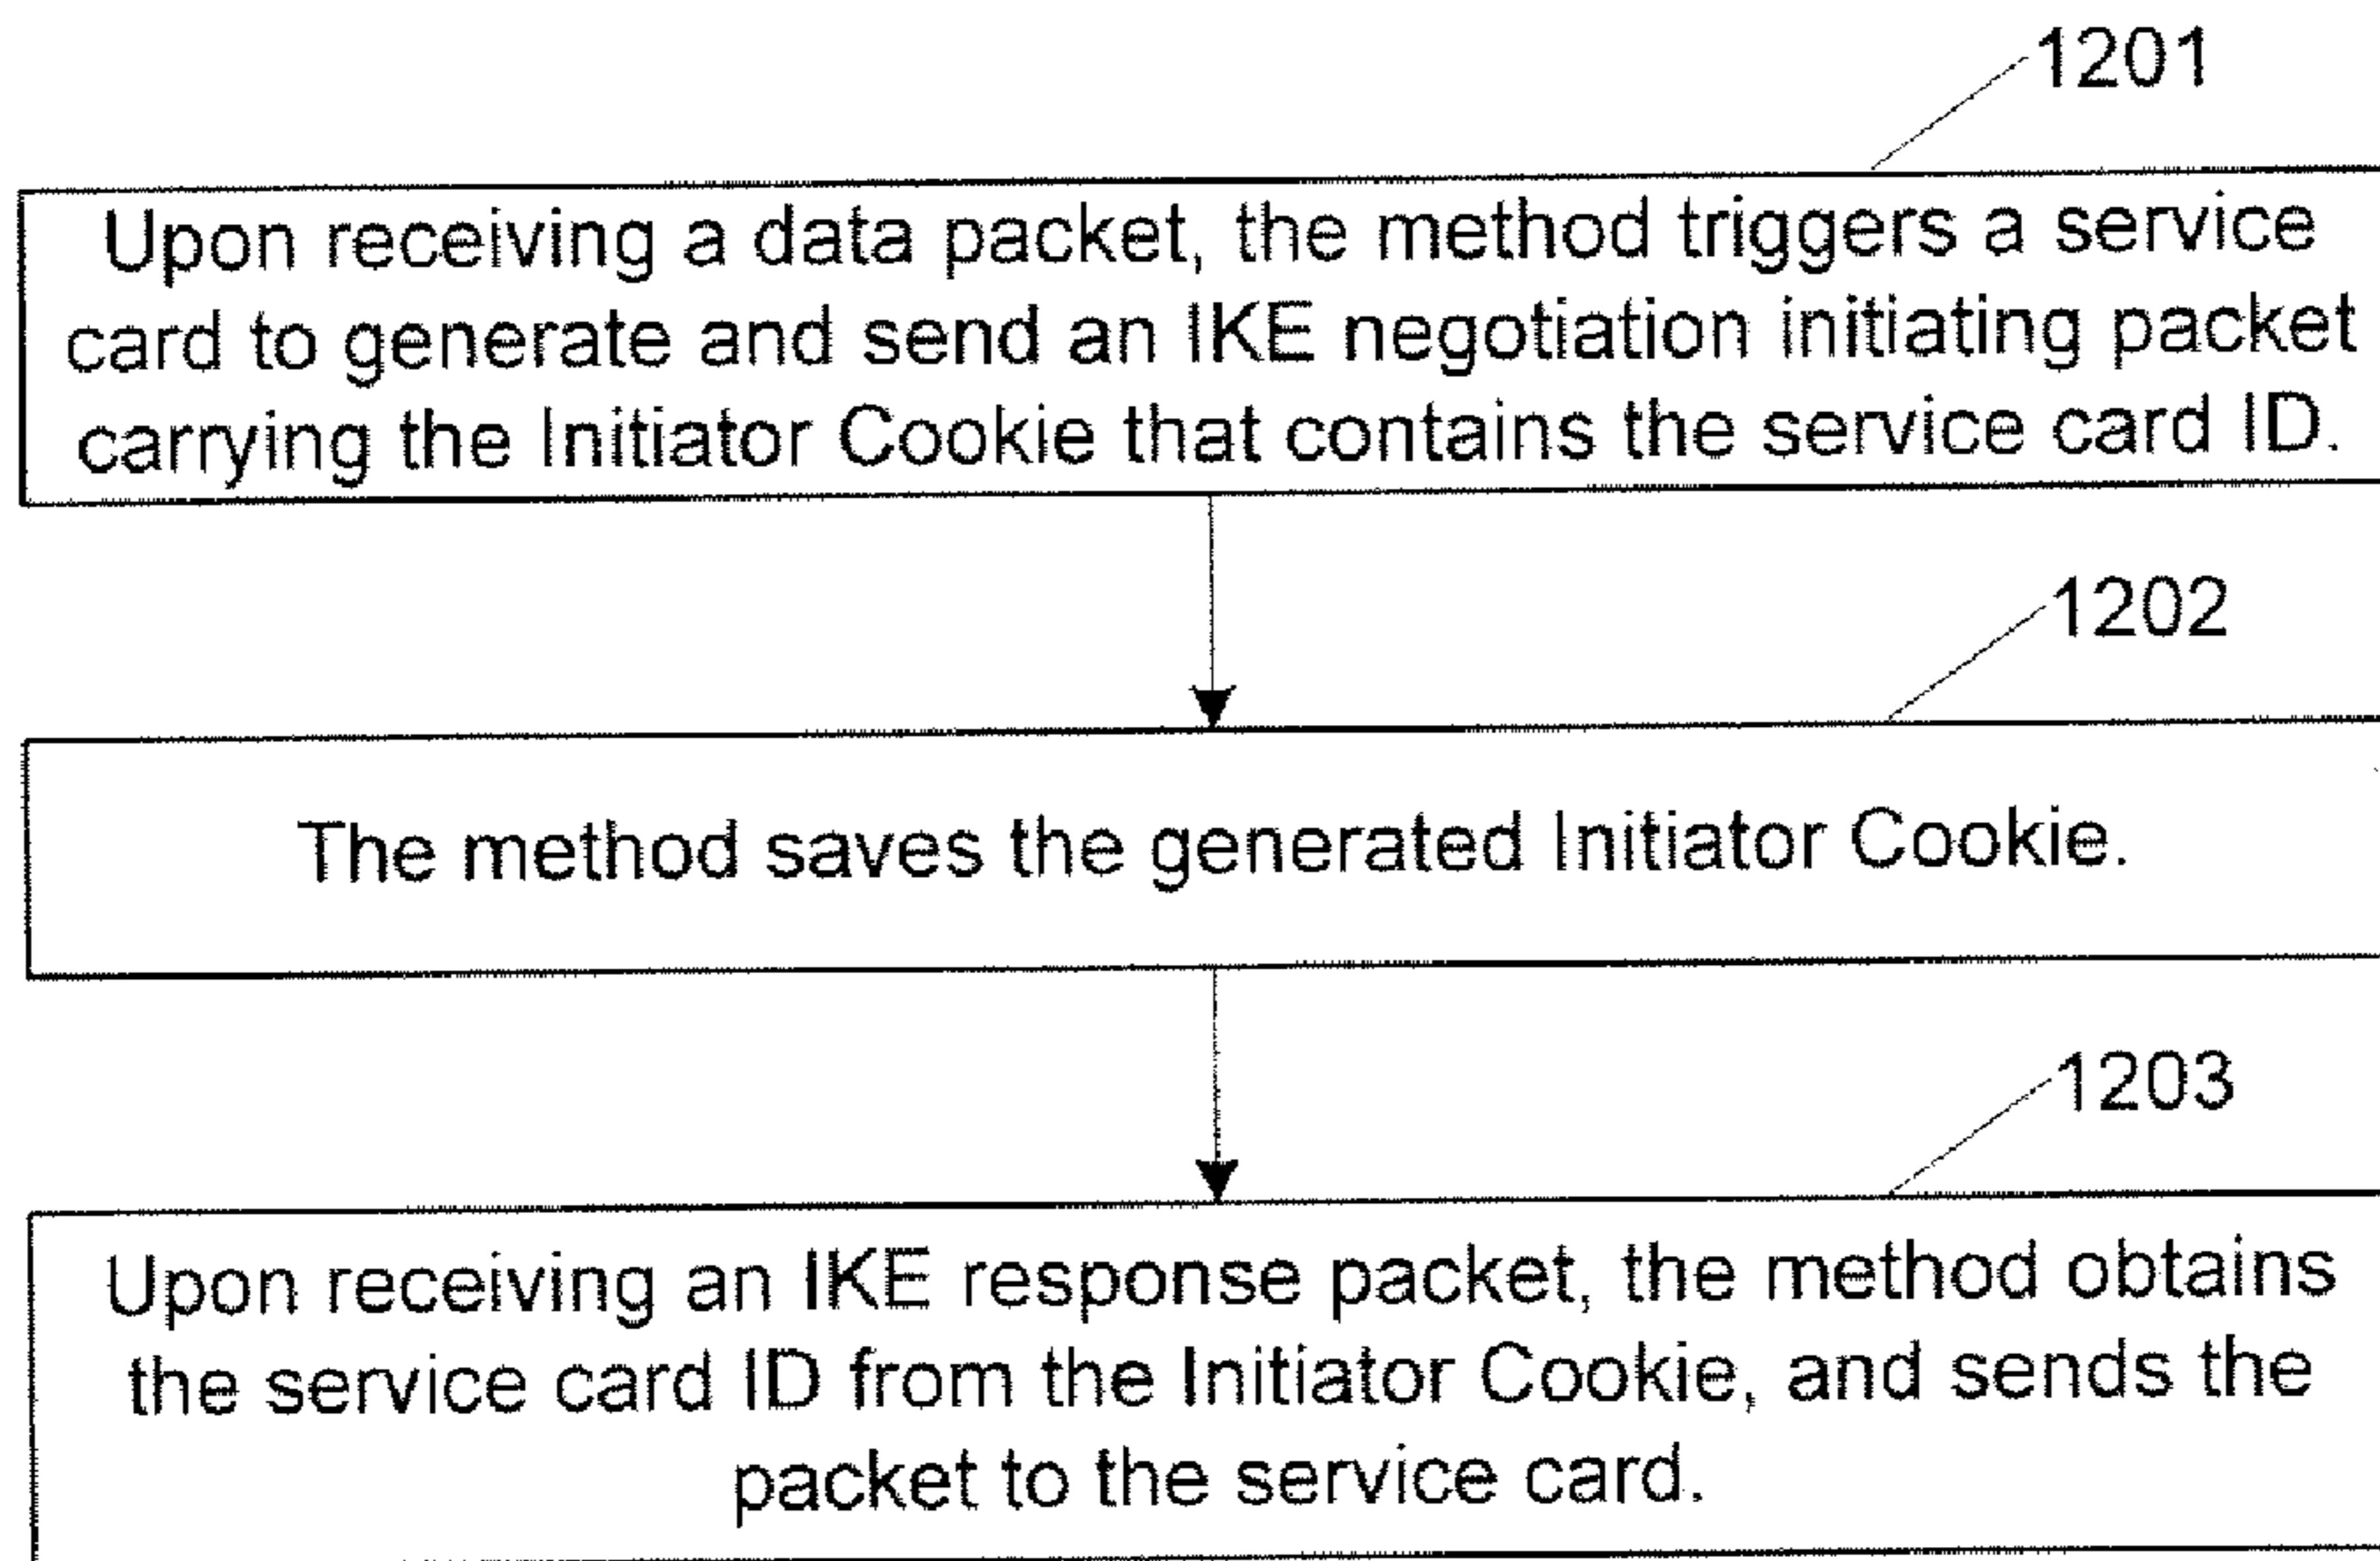 1201
Upon receiving a data packet, the method triggers a service
card to generate and send an IKE negotiation initiating packet
carrying the Initiator Cookie that contains the service card ID.
1202
The method saves the generated Initiator Cookie.
1203
Upon receiving an IKE response packet, the method obtains
the service card ID from the Initiator Cookie, and sends the
packet to the service card.